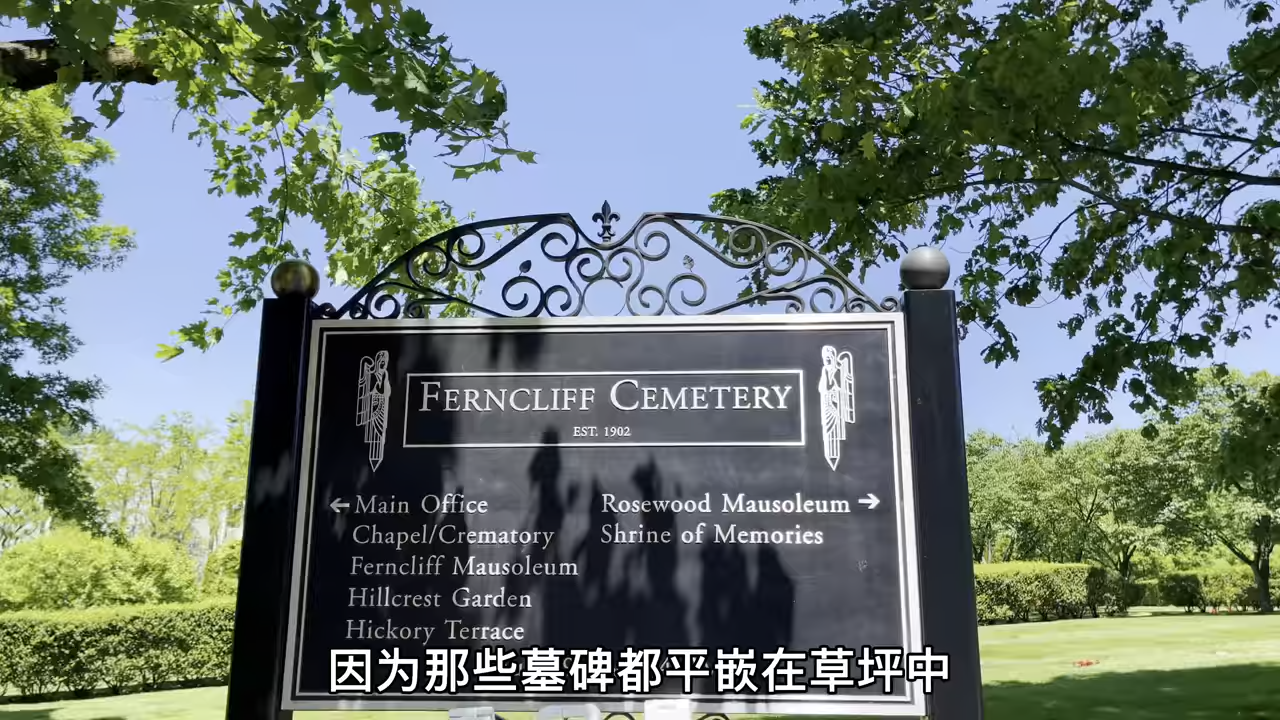 FERNCLIFF CEMETERY
EST. 1902
← Main Office
Chapel/Crematory
Ferncliff Mausoleum
Hillcrest Garden
Hickory Terrace
Rosewood Mausoleum →
Shrine of Memories
因为那些墓碑都平嵌在草坪中